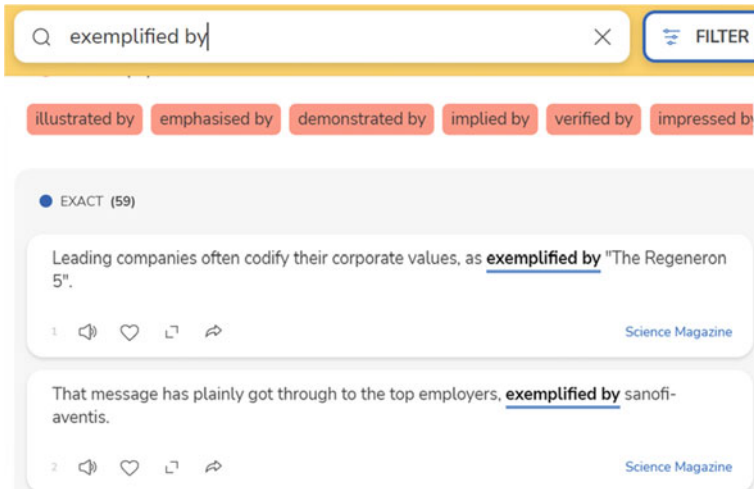 exemplified by
FILTER
illustrated by emphasised by demonstrated by implied by verified by impressed by
EXACT (59)
Leading companies often codify their corporate values, as exemplified by "The Regeneron
5".
1
Science Magazine
That message has plainly got through to the top employers, exemplified by sanofi-
aventis.
2
Science Magazine